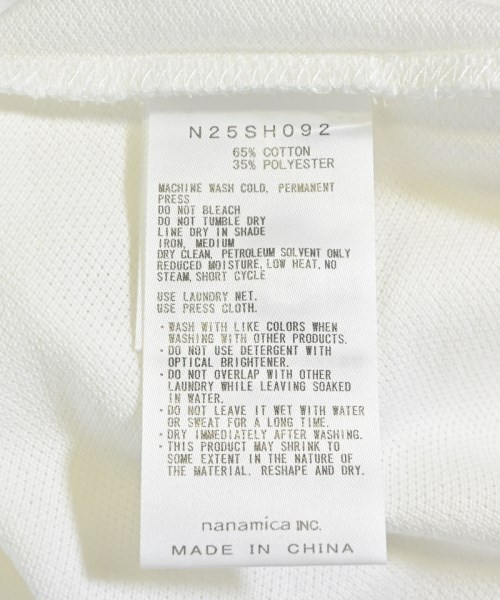 N25SH092
65% COTTON
35% POLYESTER
MACHINE WASH COLD, PERMANENT
PRESS
DO NOT BLEACH
DO NOT TUMBLE DRY
LINE DRY IN SHADE
IRON, MEDIUM
DRY CLEAN, PETROLEUM SOLVENT ONLY
REDUCED MOISTURE, LOW HEAT, NO
STEAM, SHORT CYCLE
USE LAUNDRY NET.
USE PRESS CLOTH.
・WASH WITH LIKE COLORS WHEN
WASHING WITH OTHER PRODUCTS.
・DO NOT USE DETERGENT WITH
OPTICAL BRIGHTENER.
・DO NOT OVERLAP WITH OTHER
LAUNDRY WHILE LEAVING SOAKED
IN WATER.
・DO NOT LEAVE IT WET WITH WATER
OR SWEAT FOR A LONG TIME.
・DRY IMMEDIATELY AFTER WASHING.
・THIS PRODUCT MAY SHRINK TO
SOME EXTENT IN THE NATURE OF
THE MATERIAL. RESHAPE AND DRY.
nanamica INC.
MADE IN CHINA